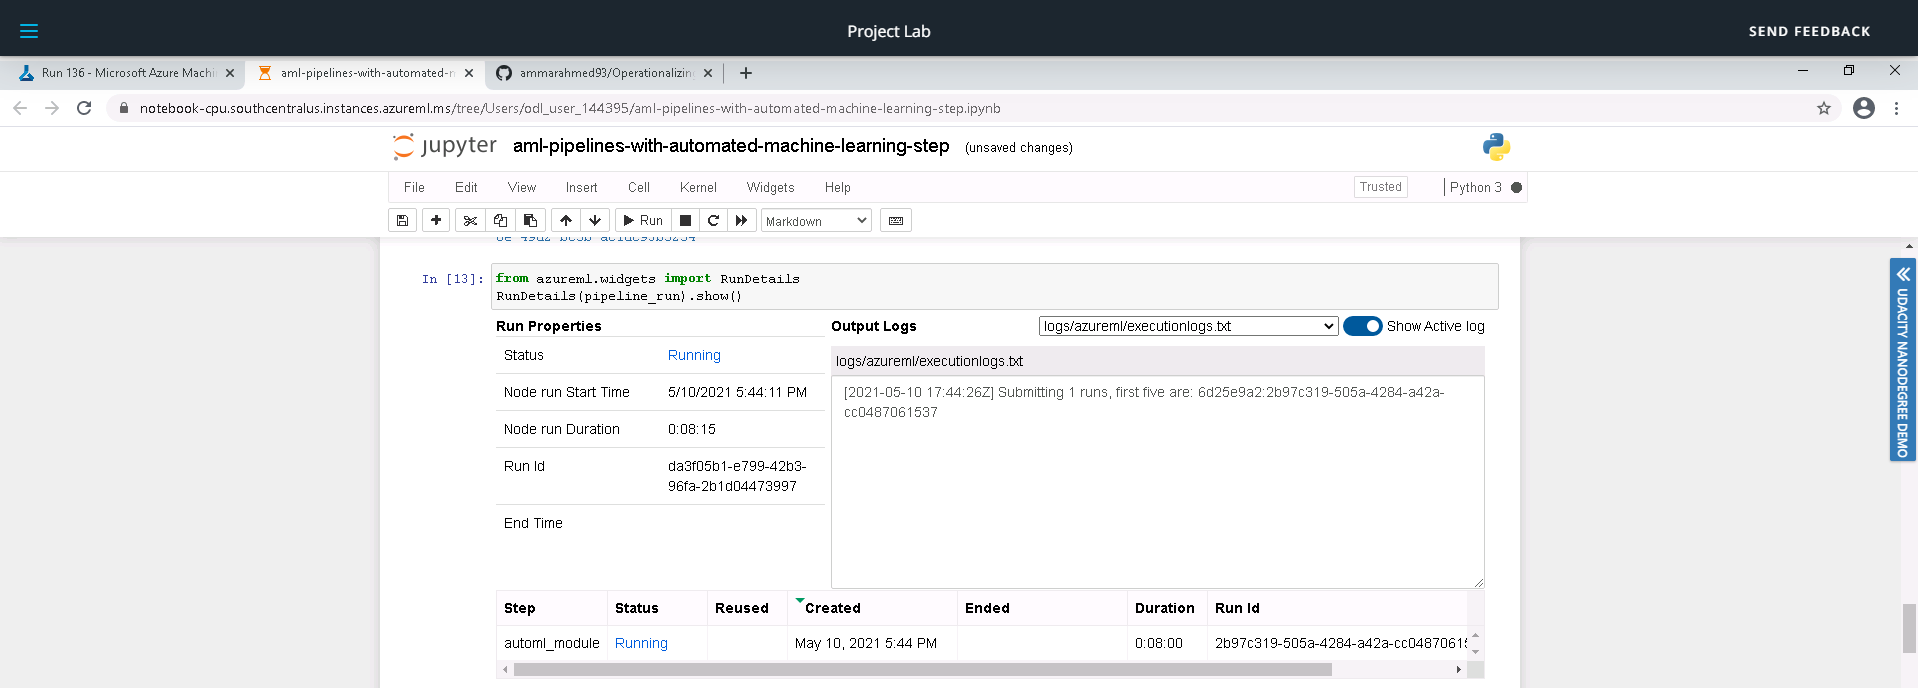 Project Lab
SEND FEEDBACK
Run 136 - Microsoft Azure Machi
aml-pipelines-with-automated-m
ammarahmed93/Operationalizing
notebook-cpu.southcentralus.instances.azureml.ms/tree/Users/odl_user_144395/aml-pipelines-with-automated-machine-learning-step.ipynb
jupyter aml-pipelines-with-automated-machine-learning-step (unsaved changes)
File Edit View Insert Cell Kernel Widgets Help Trusted Python 3
Run Markdown
In [13]: from azureml.widgets import RunDetails
RunDetails(pipeline_run).show()
Run Properties
Status Running
Node run Start Time 5/10/2021 5:44:11 PM
Node run Duration 0:08:15
Run Id da3f05b1-e799-42b3-
96fa-2b1d04473997
End Time
Output Logs logs/azureml/executionlogs.txt Show Active log
logs/azureml/executionlogs.txt
[2021-05-10 17:44:26Z] Submitting 1 runs, first five are: 6d25e9a2:2b97c319-505a-4284-a42a-
cc0487061537
Step Status Reused Created Ended Duration Run Id
automl_module Running May 10, 2021 5:44 PM 0:08:00 2b97c319-505a-4284-a42a-cc04870615
UDACITY NANODEGREE DEMO